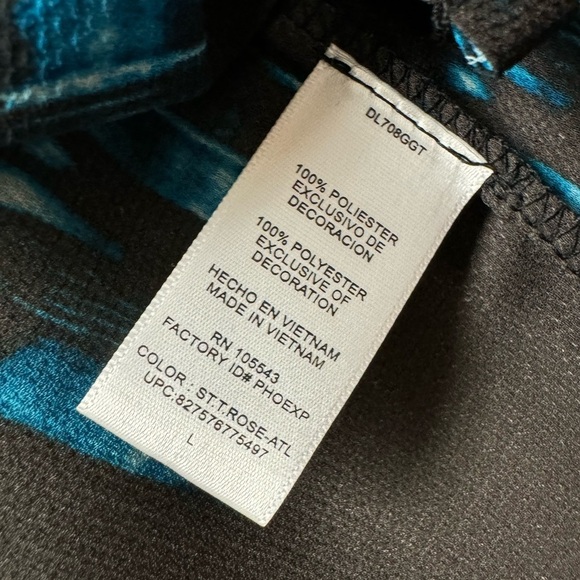 DL708GGT
100% POLIESTER
EXCLUSIVO DE
DECORACION
100% POLYESTER
EXCLUSIVE OF
DECORATION
HECHO EN VIETNAM
MADE IN VIETNAM
RN 105543
FACTORY ID# PHOEXP
COLOR : ST.T.ROSE-ATL
UPC:827576775497
L